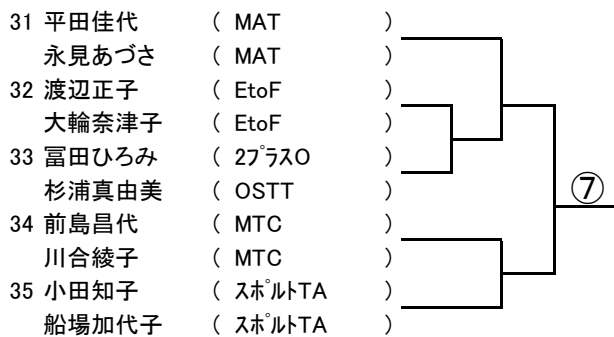 31 平田佳代 ( MAT )
永見あづさ ( MAT )
32 渡辺正子 ( EtoF )
大輪奈津子 ( EtoF )
33 冨田ひろみ ( 2ﾌﾟﾗｽO )
杉浦真由美 ( OSTT )
34 前島昌代 ( MTC )
川合綾子 ( MTC )
35 小田知子 ( ｽﾎﾟﾙﾄTA )
船場加代子 ( ｽﾎﾟﾙﾄTA )
⑦